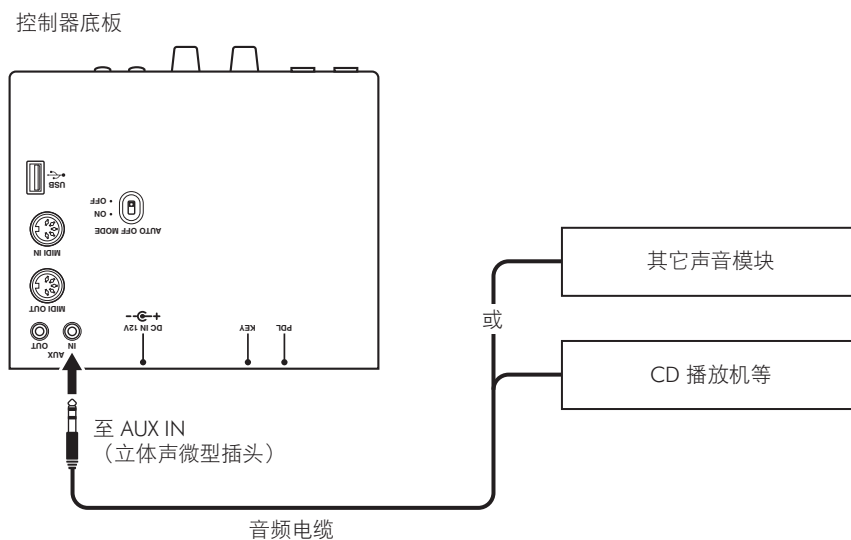 控制器底板
USB
OFF •
ON •
AUTO OFF MODE
MIDI IN
MIDI OUT
OUT
IN
AUX
DC IN 12V
KEY
PDL
其它声音模块
或
CD 播放机等
至 AUX IN
（立体声微型插头）
音频电缆